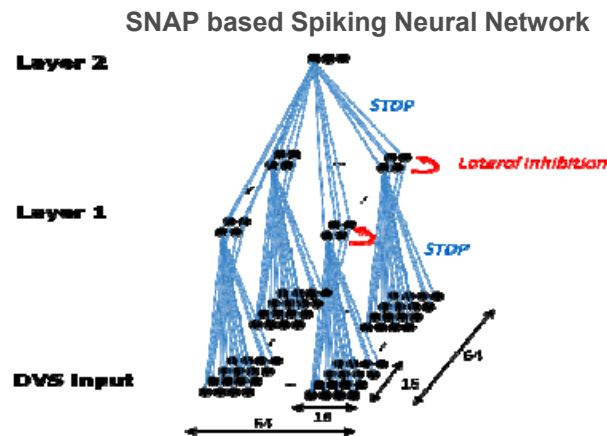 SNAP based Spiking Neural Network
Layer 2
STDP
Lateral Inhibition
Layer 1
STDP
DVS Input
64
16
16
64